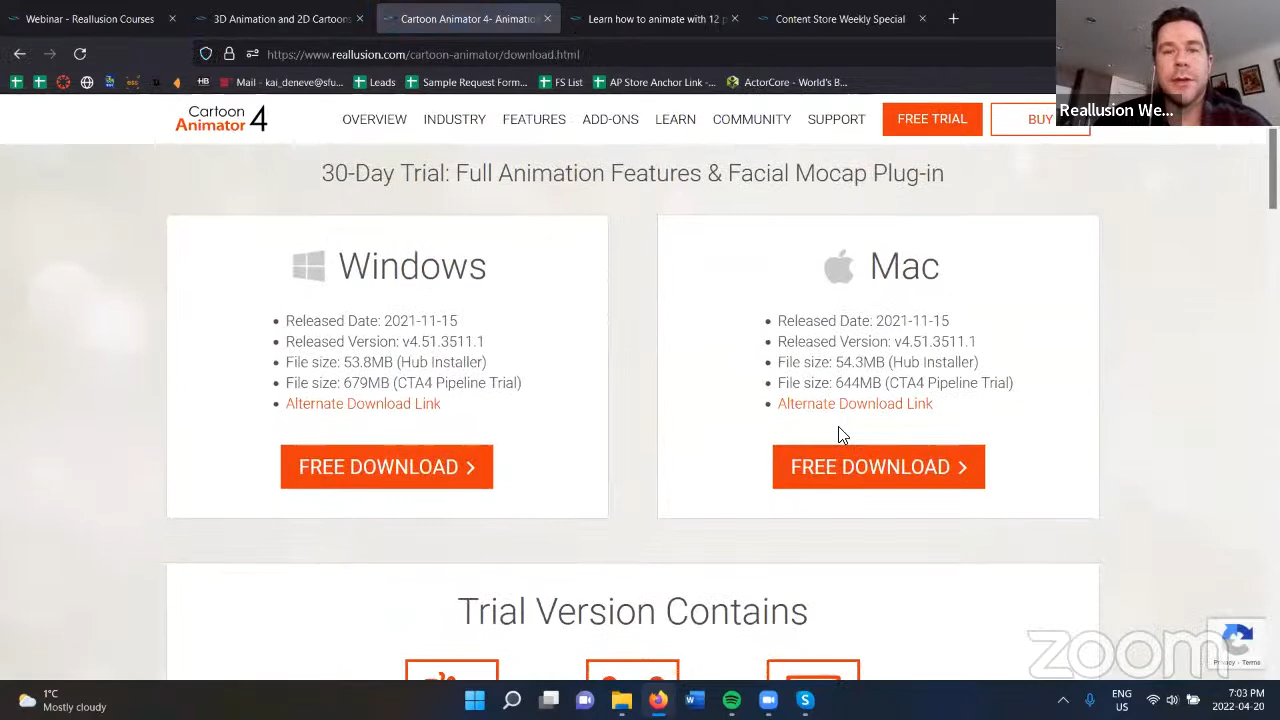 Webinar - Reallusion Courses
3D Animation and 2D Cartoons
Cartoon Animator 4- Animatio
Learn how to animate with 12 p
Content Store Weekly Special
https://www.reallusion.com/cartoon-animator/download.html
HB
Mail - kai_deneve@sfu...
Leads
Sample Request Form...
FS List
AP Store Anchor Link -...
ActorCore - World's B...
Reallusion We...
Cartoon
Animator 4
OVERVIEW
INDUSTRY
FEATURES
ADD-ONS
LEARN
COMMUNITY
SUPPORT
FREE TRIAL
BUY
30-Day Trial: Full Animation Features & Facial Mocap Plug-in
Windows
Released Date: 2021-11-15
Released Version: v4.51.3511.1
File size: 53.8MB (Hub Installer)
File size: 679MB (CTA4 Pipeline Trial)
Alternate Download Link
FREE DOWNLOAD
Mac
Released Date: 2021-11-15
Released Version: v4.51.3511.1
File size: 54.3MB (Hub Installer)
File size: 644MB (CTA4 Pipeline Trial)
Alternate Download Link
FREE DOWNLOAD
Trial Version Contains
zoom
Privacy - Terms
1°C
Mostly cloudy
ENG
US
7:03 PM
2022-04-20